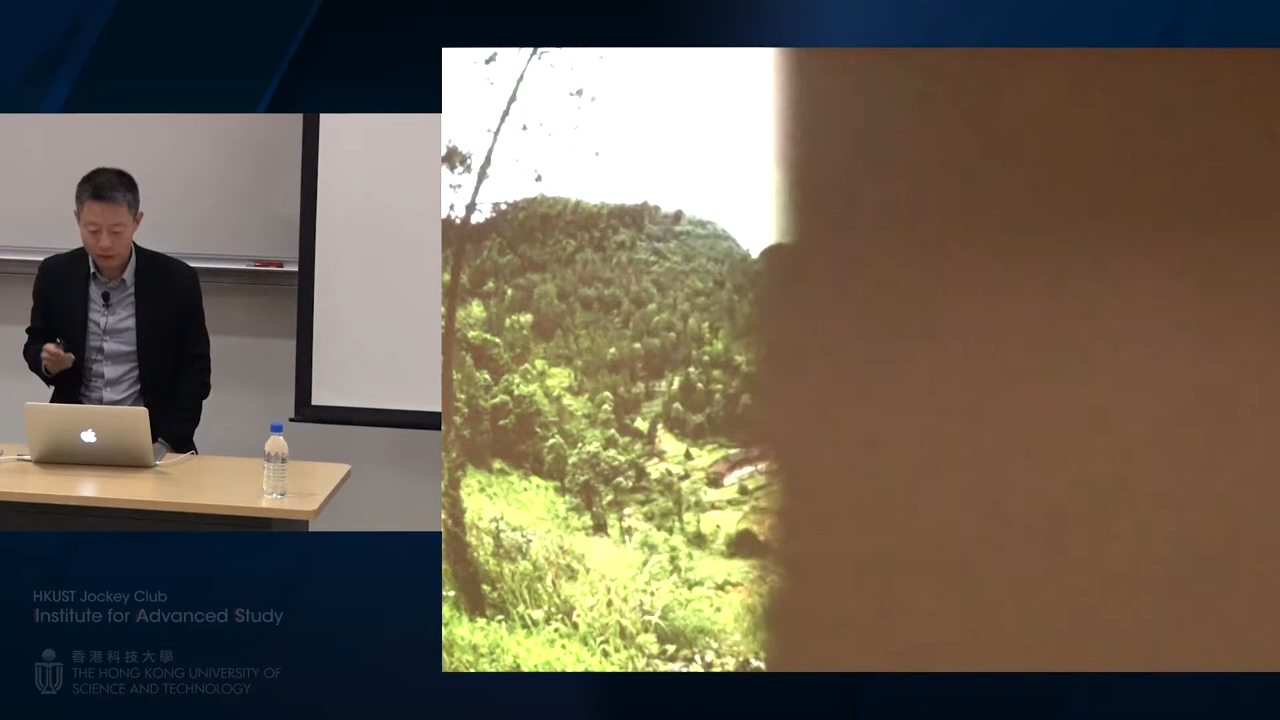 HKUST Jockey Club
Institute for Advanced Study
香港科技大學
THE HONG KONG UNIVERSITY OF
SCIENCE AND TECHNOLOGY